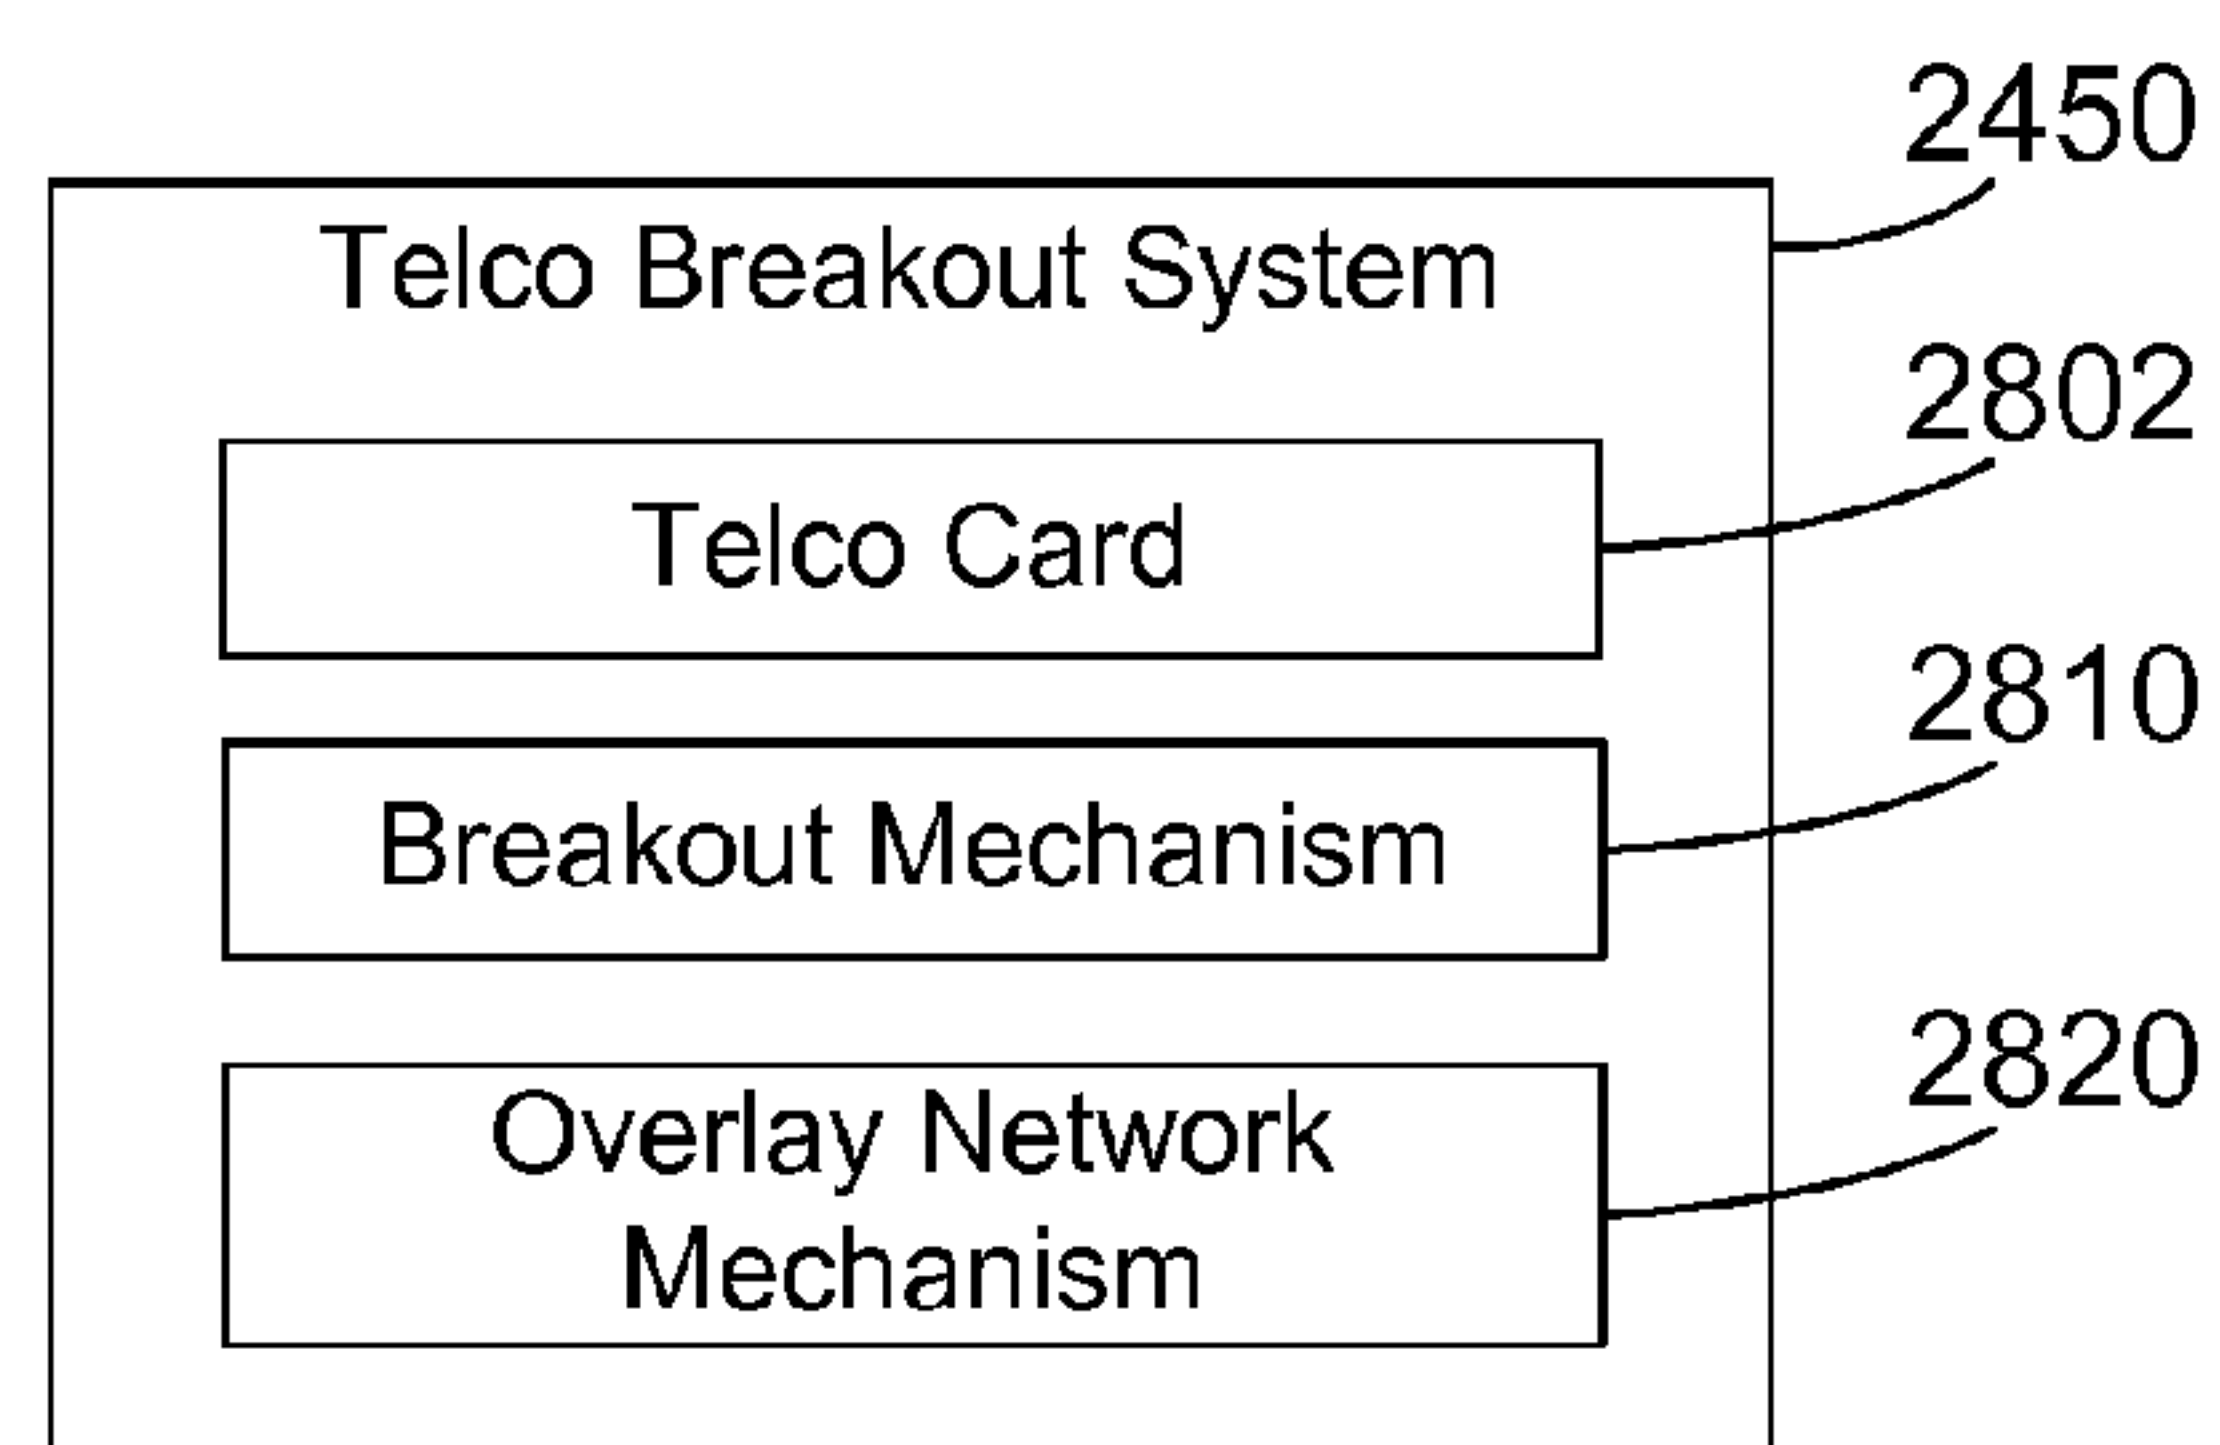 2450
Telco Breakout System
2802
Telco Card
2810
Breakout Mechanism
2820
Overlay Network
Mechanism